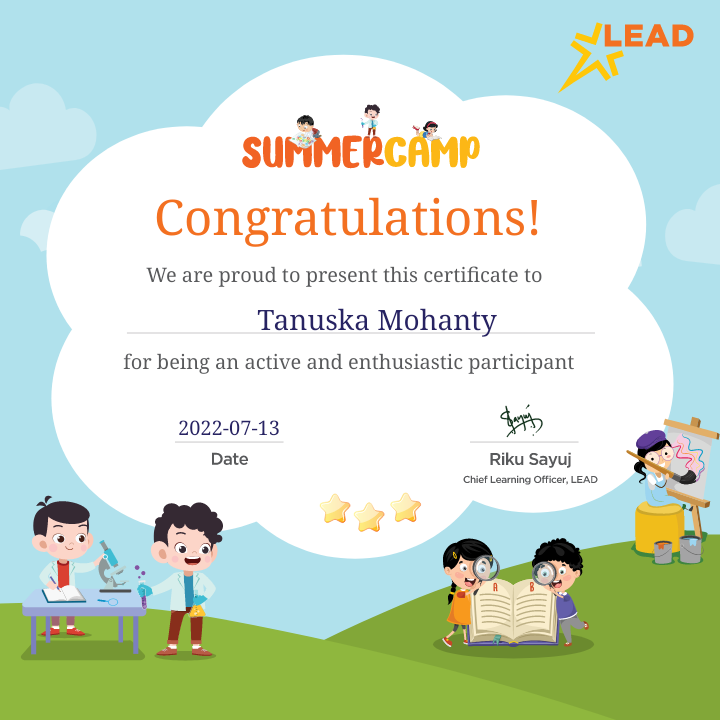 LEAD
SUMMERCAMP
Congratulations!
We are proud to present this certificate to
Tanuska Mohanty
for being an active and enthusiastic participant
2022-07-13
Date
Sayuj
Riku Sayuj
Chief Learning Officer, LEAD
A B